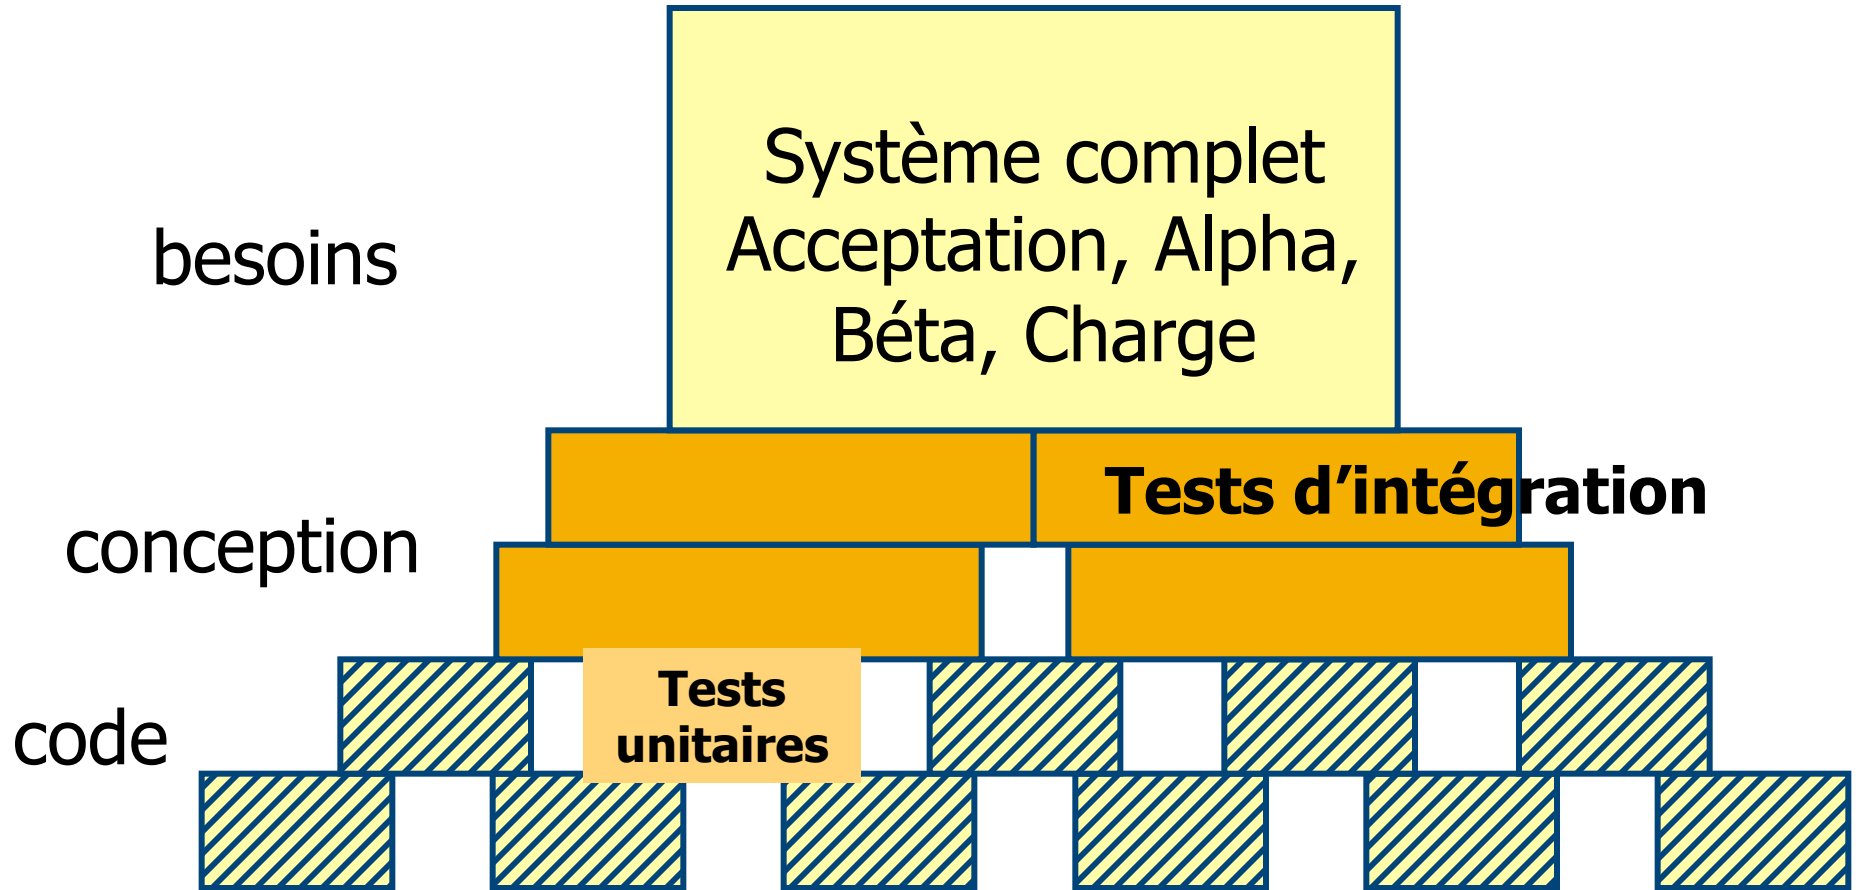 Système complet
Acceptation, Alpha,
Béta, Charge
besoins
Tests d’intégration
conception
Tests
unitaires
code